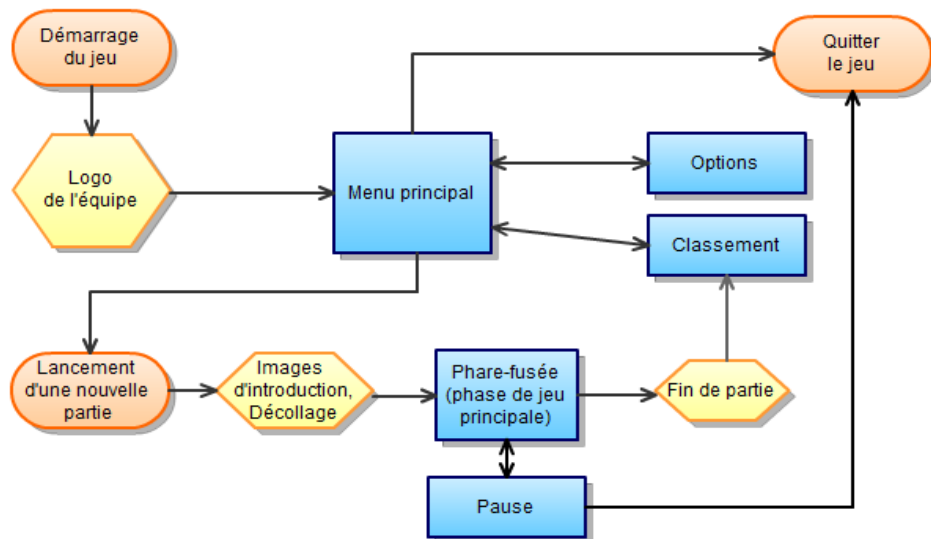 Démarrage
du jeu
Quitter
le jeu
Logo
de l'équipe
Menu principal
Options
Classement
Lancement
d'une nouvelle
partie
Images
d'introduction,
Décollage
Phare-fusée
(phase de jeu
principale)
Fin de partie
Pause